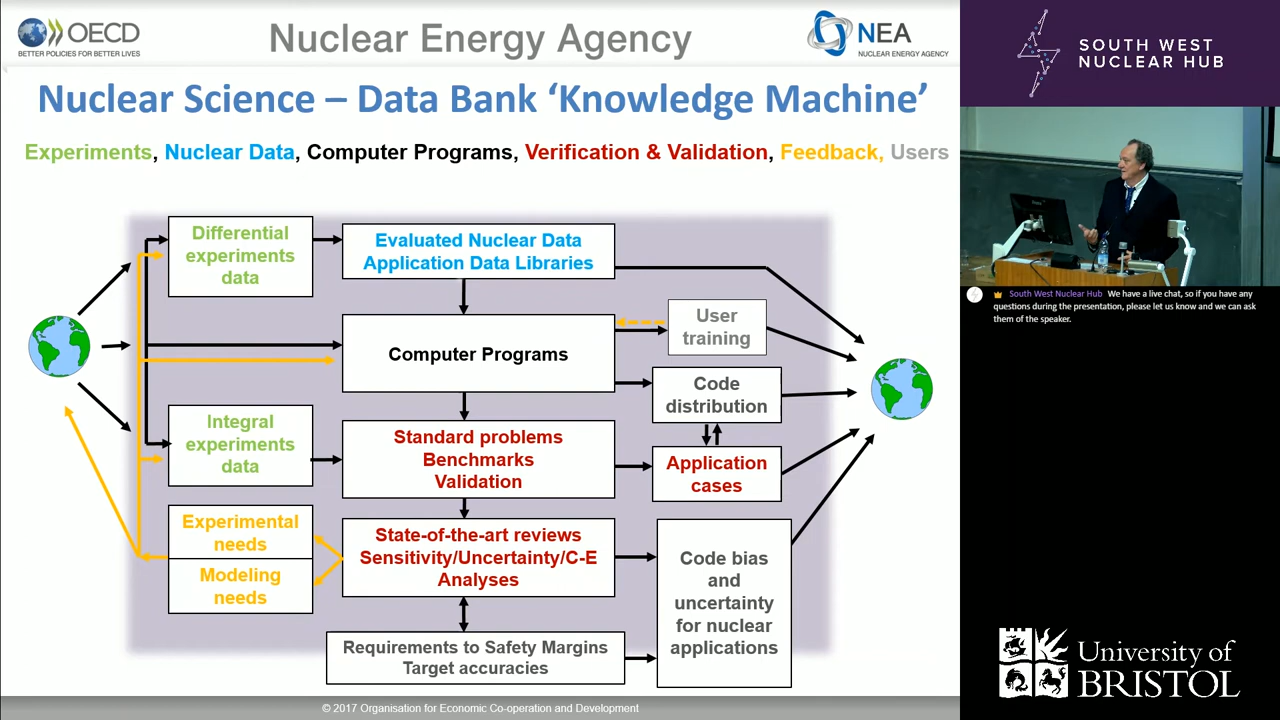 OECD
BETTER POLICIES FOR BETTER LIVES
Nuclear Energy Agency
NEA
NUCLEAR ENERGY AGENCY
Nuclear Science – Data Bank ‘Knowledge Machine’
Experiments, Nuclear Data, Computer Programs, Verification & Validation, Feedback, Users
Differential
experiments
data
Evaluated Nuclear Data
Application Data Libraries
Computer Programs
User
training
Code
distribution
Integral
experiments
data
Standard problems
Benchmarks
Validation
Application
cases
Experimental
needs
Modeling
needs
State-of-the-art reviews
Sensitivity/Uncertainty/C-E
Analyses
Code bias
and
uncertainty
for nuclear
applications
Requirements to Safety Margins
Target accuracies
© 2017 Organisation for Economic Co-operation and Development
SOUTH WEST
NUCLEAR HUB
South West Nuclear Hub We have a live chat, so if you have any
questions during the presentation, please let us know and we can ask
them of the speaker.
University of
BRISTOL